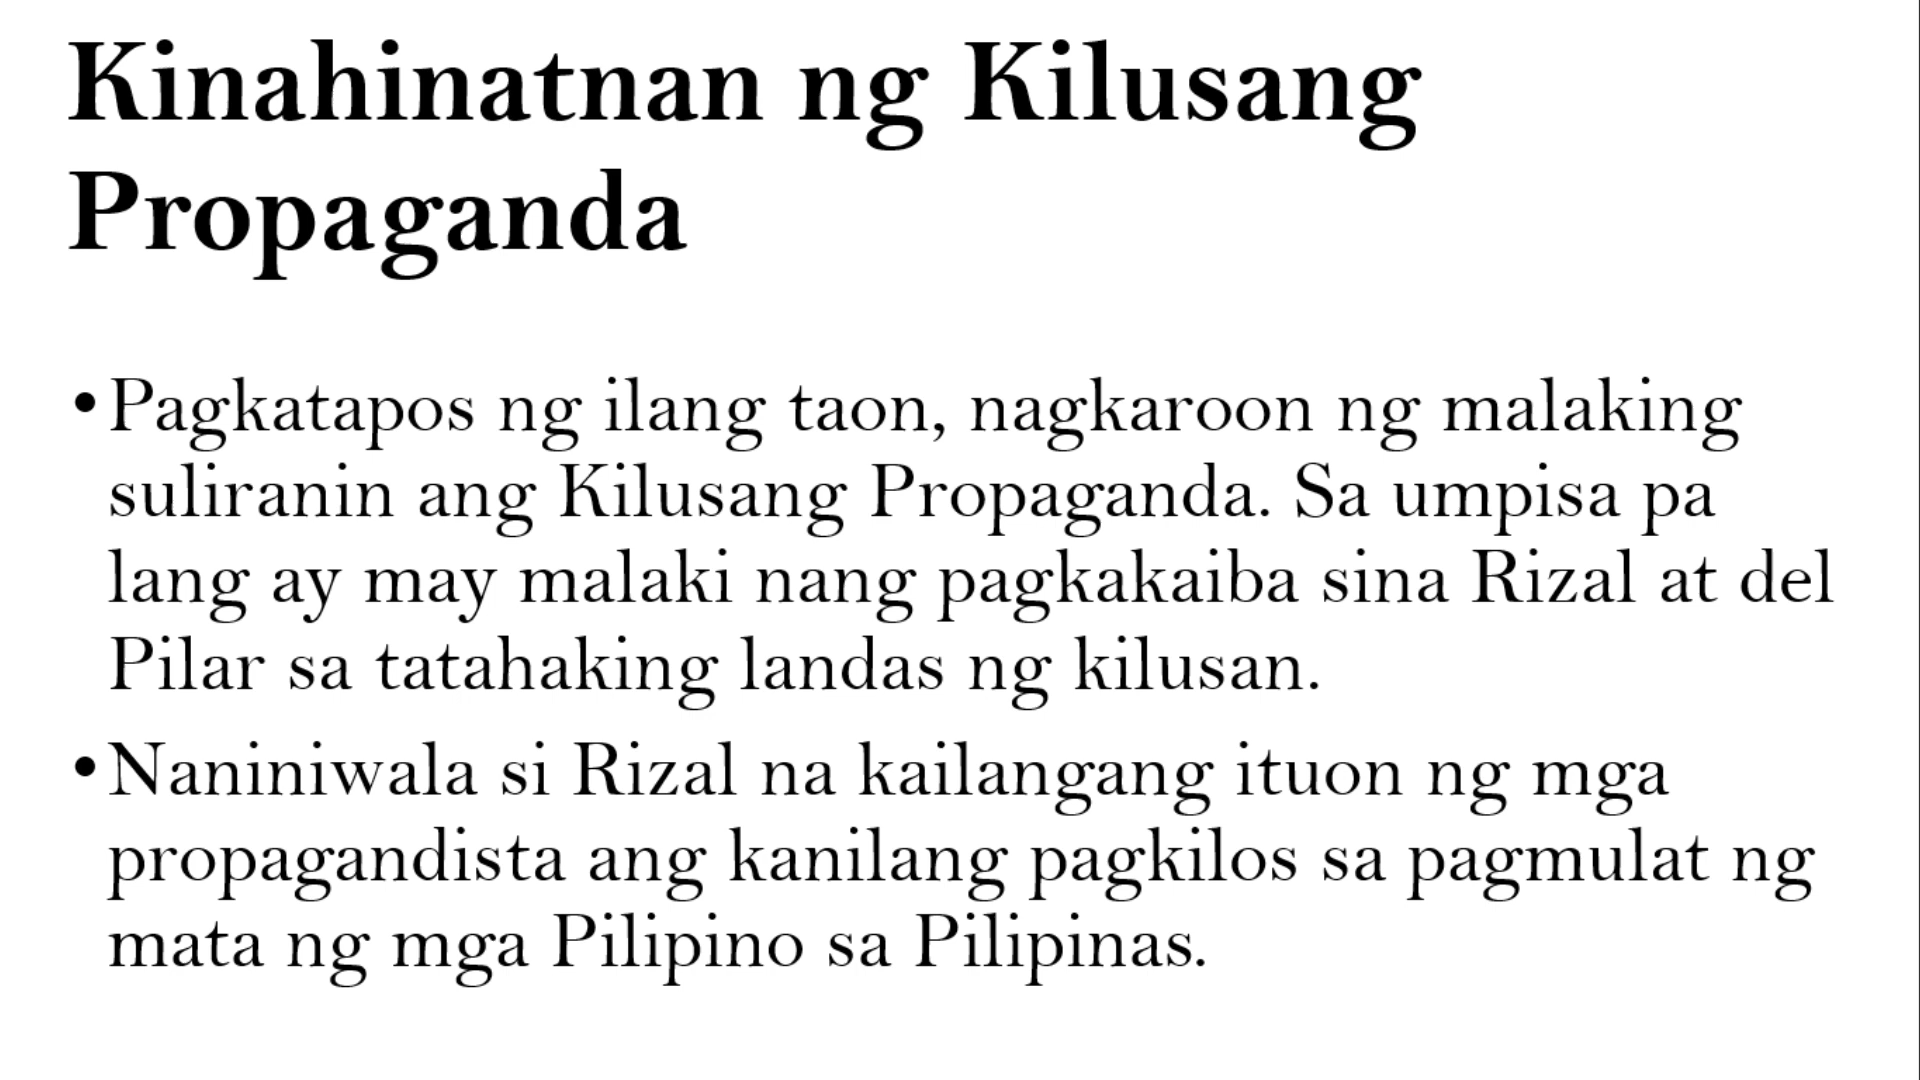 Kinahinatnan ng Kilusang
Propaganda
•Pagkatapos ng ilang taon, nagkaroon ng malaking
suliranin ang Kilusang Propaganda. Sa umpisa pa
lang ay may malaki nang pagkakaiba sina Rizal at del
Pilar sa tatahaking landas ng kilusan.
•Naniniwala si Rizal na kailangang ituon ng mga
propagandista ang kanilang pagkilos sa pagmulat ng
mata ng mga Pilipino sa Pilipinas.